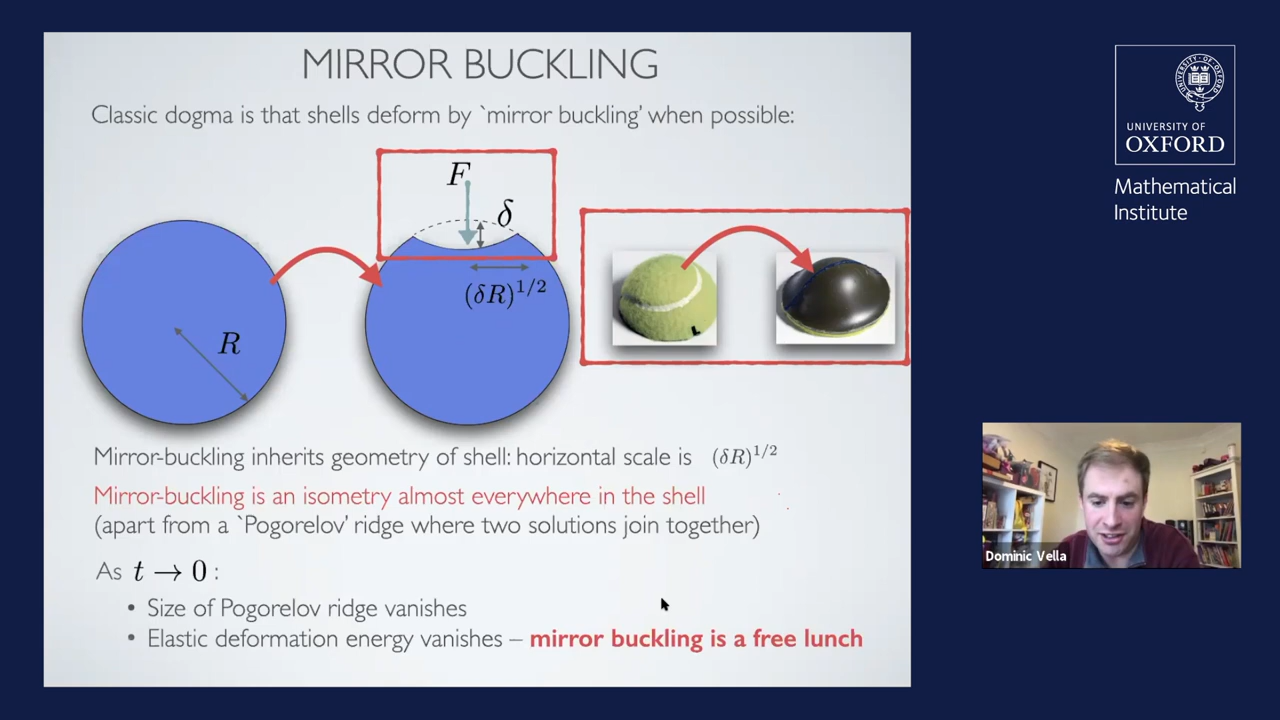 MIRROR BUCKLING
Classic dogma is that shells deform by `mirror buckling' when possible:
F
δ
(δR)^{1/2}
R
Mirror-buckling inherits geometry of shell: horizontal scale is (δR)^{1/2}
Mirror-buckling is an isometry almost everywhere in the shell
(apart from a `Pogorelov' ridge where two solutions join together)
As t → 0 :
• Size of Pogorelov ridge vanishes
• Elastic deformation energy vanishes – mirror buckling is a free lunch
UNIVERSITY OF
OXFORD
Mathematical
Institute
Dominic Vella